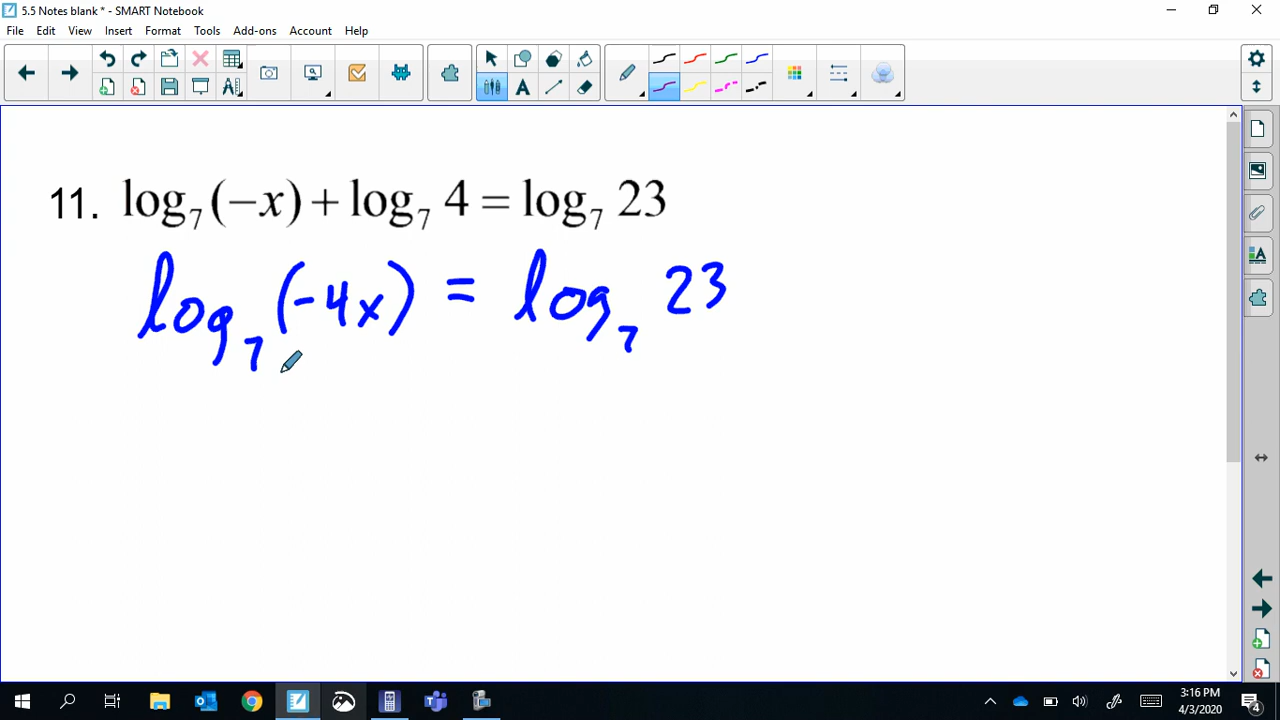 5.5 Notes blank * - SMART Notebook
File Edit View Insert Format Tools Add-ons Account Help
11. log₇(−x) + log₇ 4 = log₇ 23
log₇ (-4x) = log₇ 23
3:16 PM
4/3/2020
4